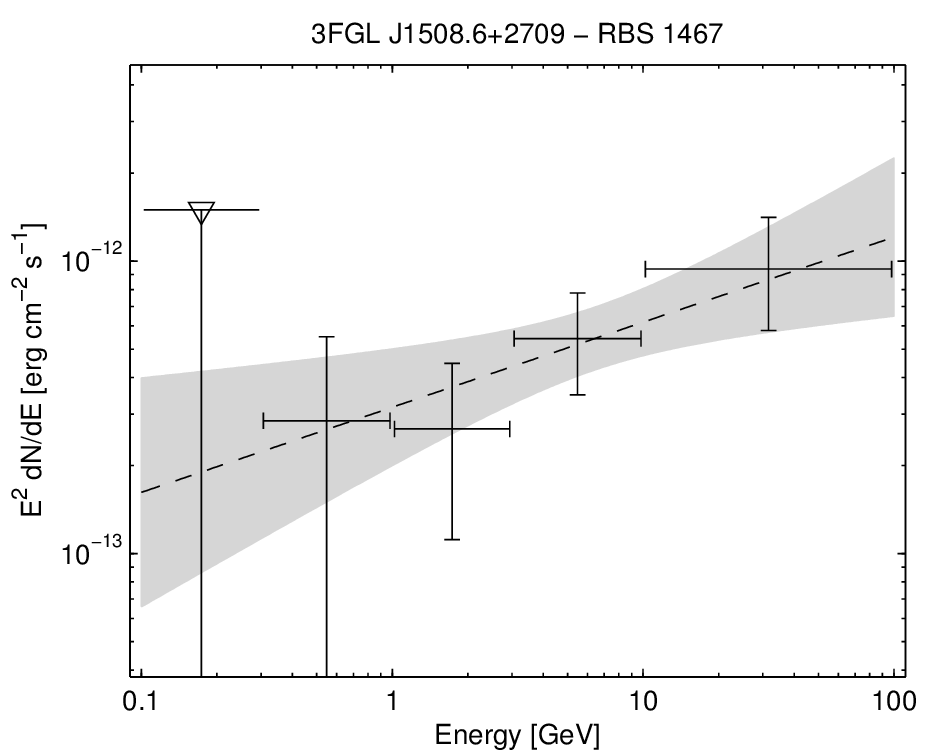 3FGL J1508.6+2709 − RBS 1467
E² dN/dE [erg cm⁻² s⁻¹]
10⁻¹²
10⁻¹³
0.1 1 10 100
Energy [GeV]